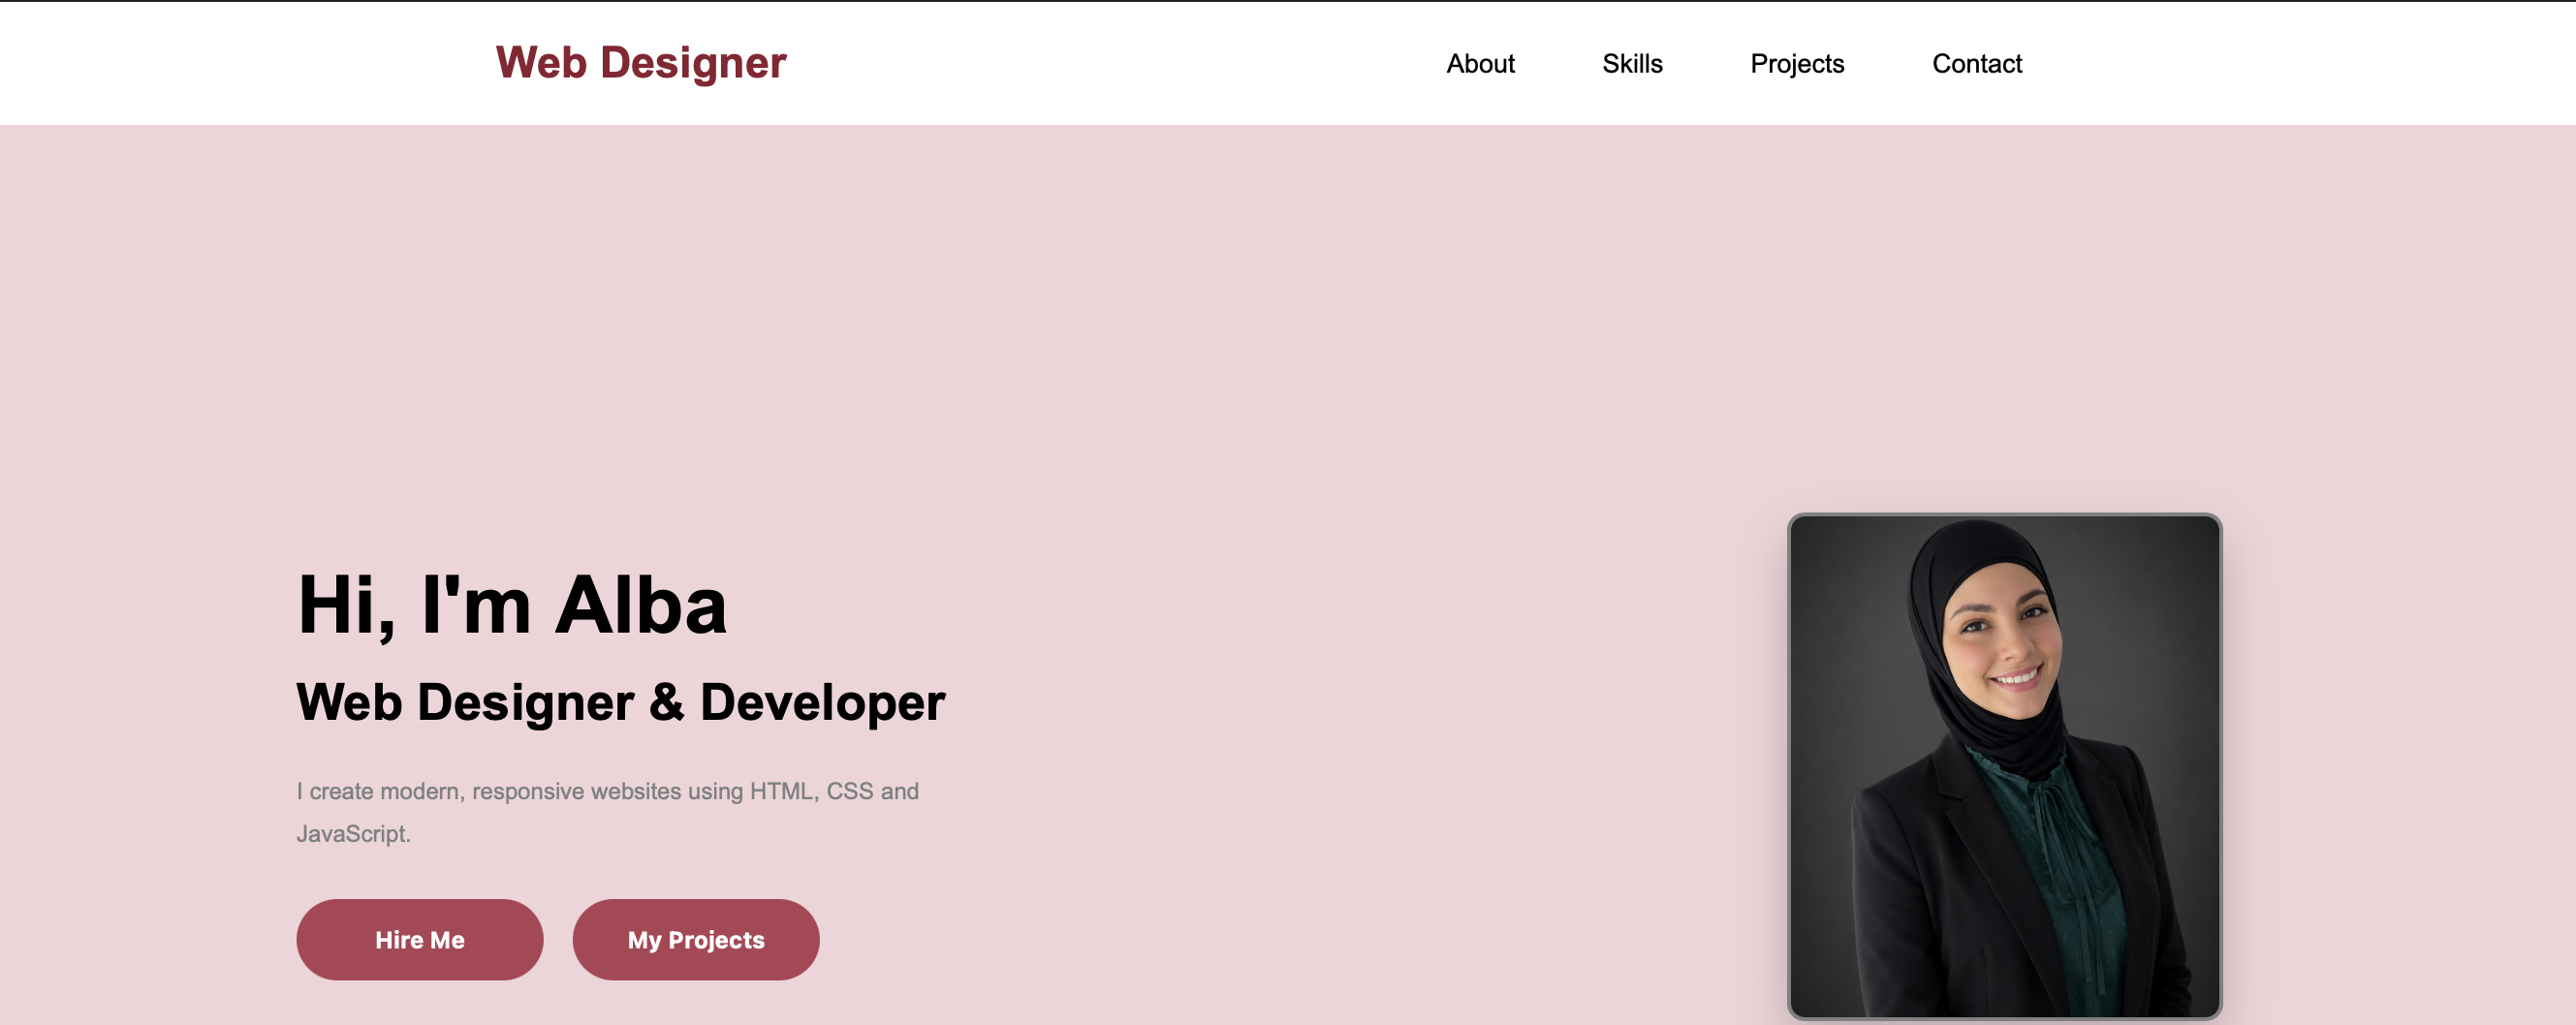 Web Designer
About Skills Projects Contact
Hi, I'm Alba
Web Designer & Developer
I create modern, responsive websites using HTML, CSS and
JavaScript.
Hire Me My Projects